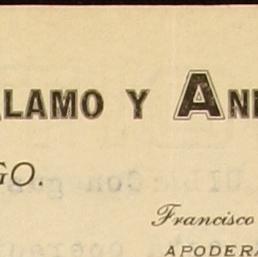 LAMO Y AN
GO.
Francisco
APODERA